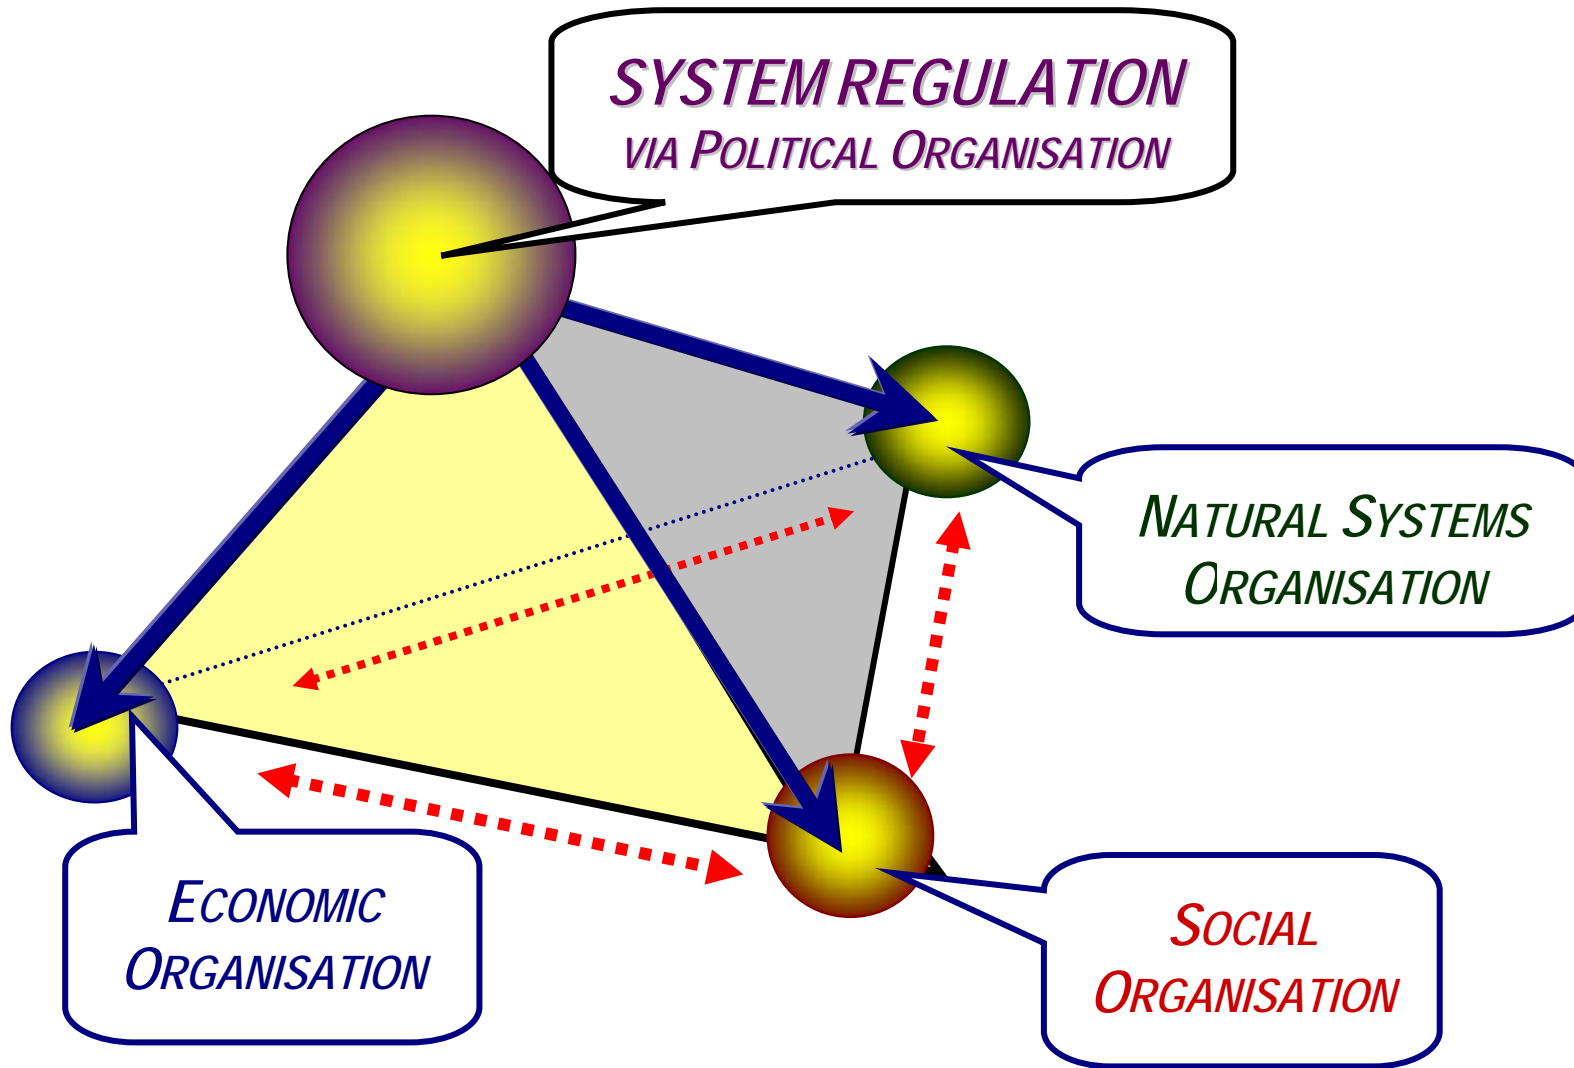 SYSTEM REGULATION
VIA POLITICAL ORGANISATION
NATURAL SYSTEMS
ORGANISATION
ECONOMIC
ORGANISATION
SOCIAL
ORGANISATION